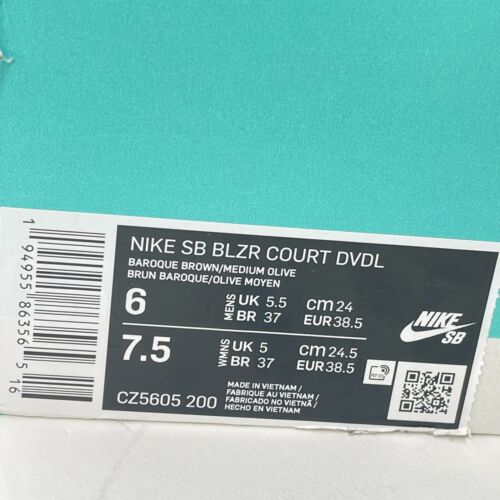 NIKE SB BLZR COURT DVDL
BAROQUE BROWN/MEDIUM OLIVE
BRUN BAROQUE/OLIVE MOYEN
6 MENS UK 5.5 cm 24
BR 37 EUR 38.5
7.5 WMNS UK 5 cm 24.5
BR 37 EUR 38.5
NIKE SB
MADE IN VIETNAM /
FABRIQUE AU VIETNAM /
FABRICADO NO VIETNÃ /
HECHO EN VIETNAM
CZ5605 200
1 94955 86356 5 16